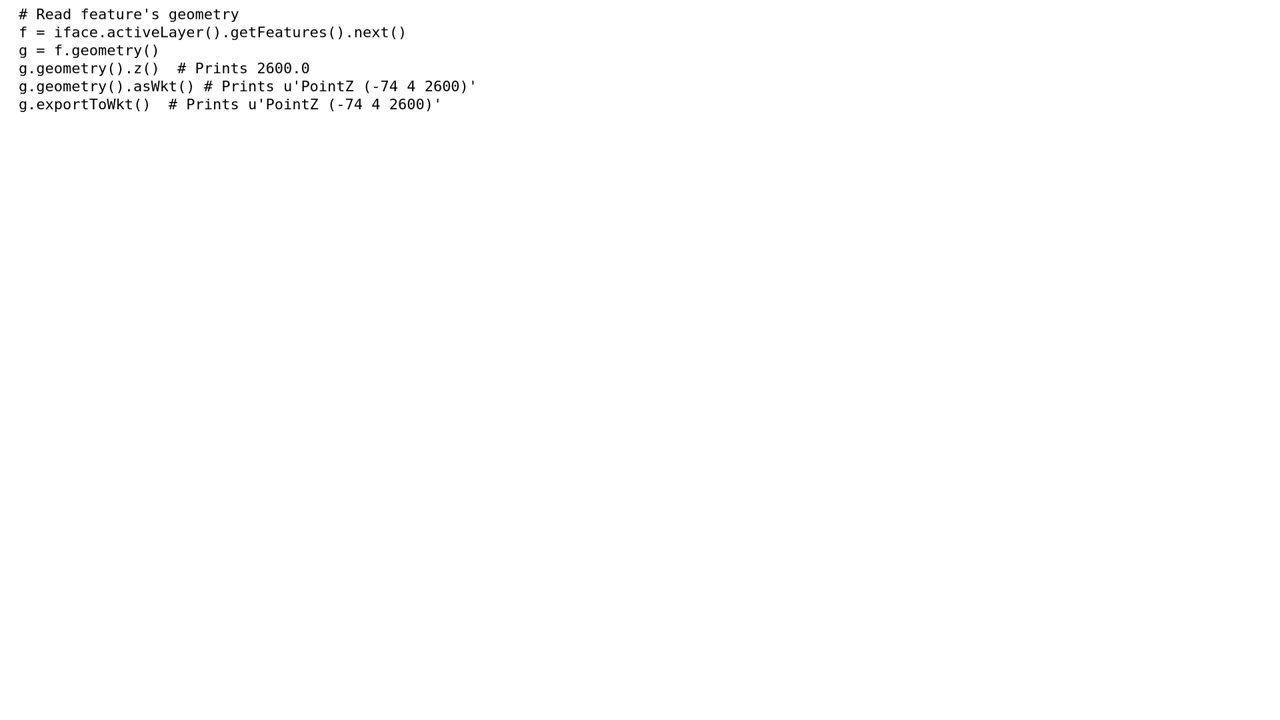 # Read feature's geometry
f = iface.activeLayer().getFeatures().next()
g = f.geometry()
g.geometry().z()  # Prints 2600.0
g.geometry().asWkt() # Prints u'PointZ (-74 4 2600)'
g.exportToWkt()  # Prints u'PointZ (-74 4 2600)'